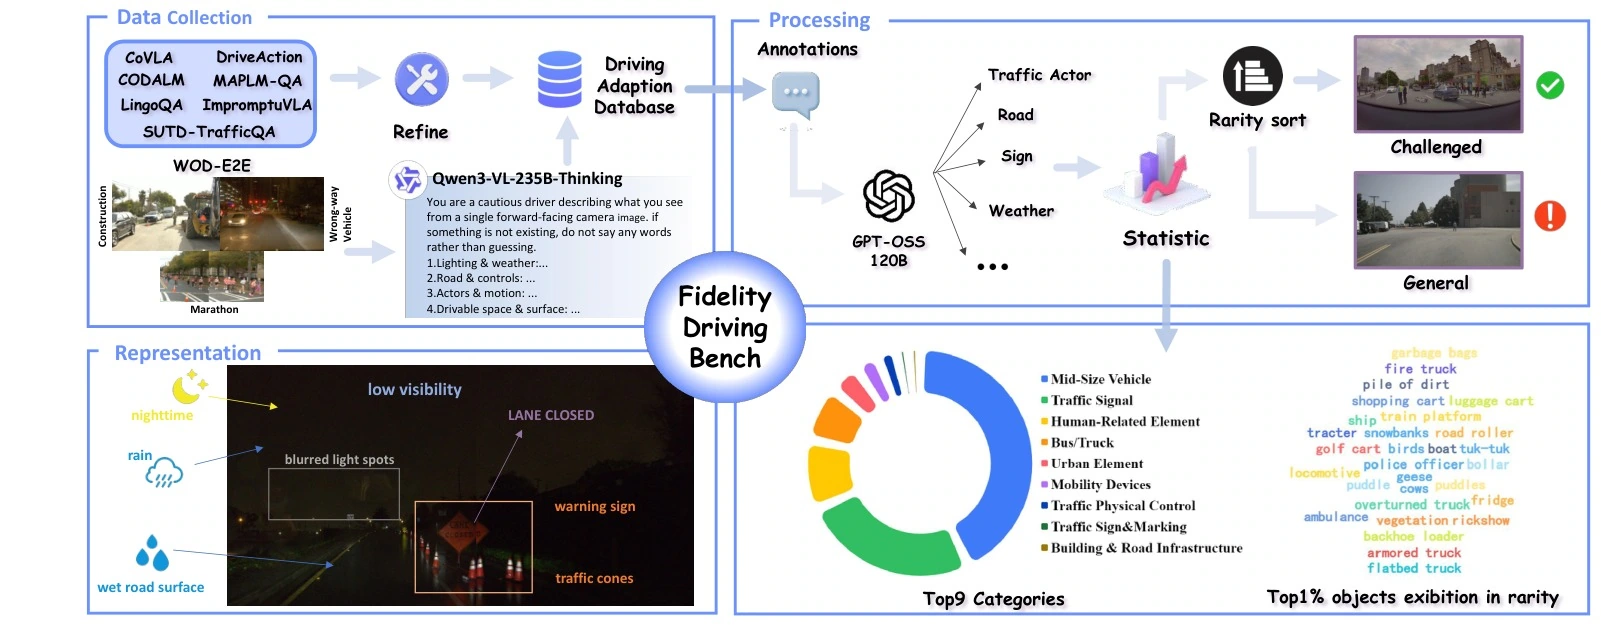 Data Collection
CoVLA
DriveAction
CODALM
MAPLM-QA
LingoQA
ImpromptuVLA
SUTD-TrafficQA
Refine
Driving
Adaption
Database
WOD-E2E
Construction
Wrong-way
Vehicle
Marathon
Qwen3-VL-235B-Thinking
You are a cautious driver describing what you see
from a single forward-facing camera image. if
something is not existing, do not say any words
rather than guessing.
1.Lighting & weather:...
2.Road & controls: ...
3.Actors & motion: ...
4.Drivable space & surface: ...
Processing
Annotations
GPT-OSS
120B
Traffic Actor
Road
Sign
Weather
...
Statistic
Rarity sort
Challenged
General
Fidelity
Driving
Bench
Representation
nighttime
rain
wet road surface
low visibility
LANE CLOSED
blurred light spots
warning sign
traffic cones
Mid-Size Vehicle
Traffic Signal
Human-Related Element
Bus/Truck
Urban Element
Mobility Devices
Traffic Physical Control
Traffic Sign&Marking
Building & Road Infrastructure
Top9 Categories
garbage bags
fire truck
pile of dirt
shopping cart luggage cart
ship train platform
tracter snowbanks road roller
golf cart birds boat tuk-tuk
police officer bollar
locomotive geese
puddle cows puddles
overturned truck fridge
ambulance vegetation rickshow
backhoe loader
armored truck
flatbed truck
Top1% objects exibition in rarity